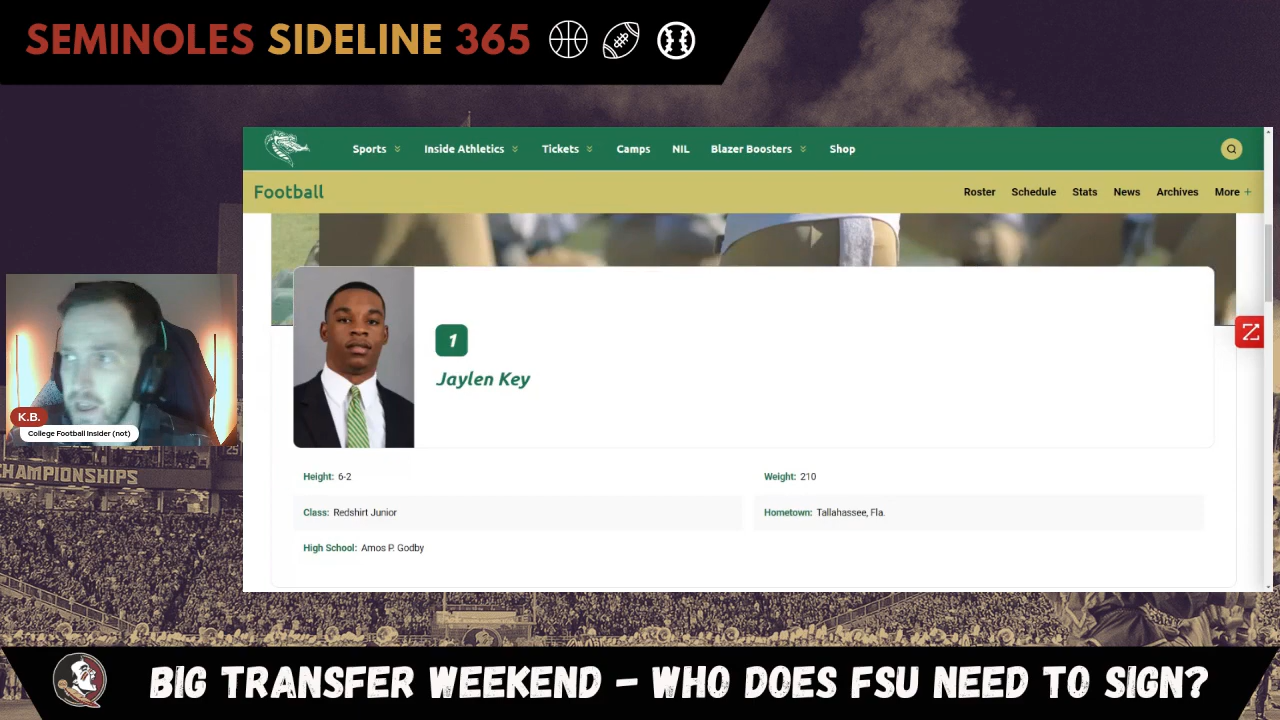 SEMINOLES SIDELINE 365
Sports Inside Athletics Tickets Camps NIL Blazer Boosters Shop
Football Roster Schedule Stats News Archives More +
1
Jaylen Key
Height: 6-2 Weight: 210
Class: Redshirt Junior Hometown: Tallahassee, Fla.
High School: Amos P. Godby
K.B.
College Football Insider (not)
CHAMPIONSHIPS
25
BIG TRANSFER WEEKEND - WHO DOES FSU NEED TO SIGN?